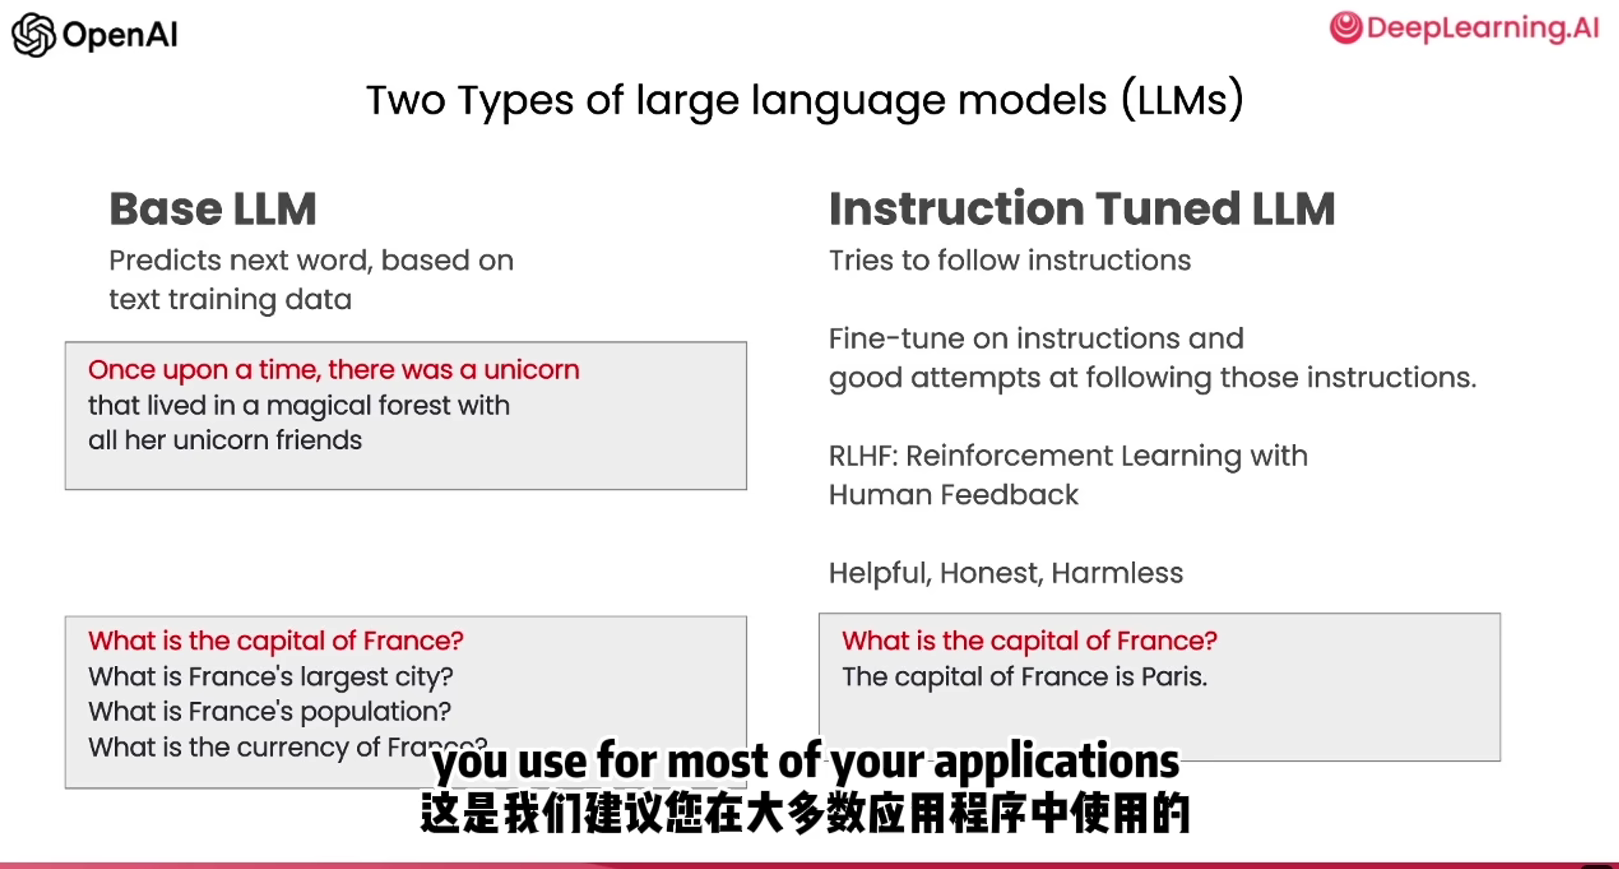 OpenAI
DeepLearning.AI
Two Types of large language models (LLMs)
Base LLM
Predicts next word, based on
text training data
Once upon a time, there was a unicorn
that lived in a magical forest with
all her unicorn friends
What is the capital of France?
What is France's largest city?
What is France's population?
What is the currency of France?
Instruction Tuned LLM
Tries to follow instructions
Fine-tune on instructions and
good attempts at following those instructions.
RLHF: Reinforcement Learning with
Human Feedback
Helpful, Honest, Harmless
What is the capital of France?
The capital of France is Paris.
you use for most of your applications
这是我们建议您在大多数应用程序中使用的